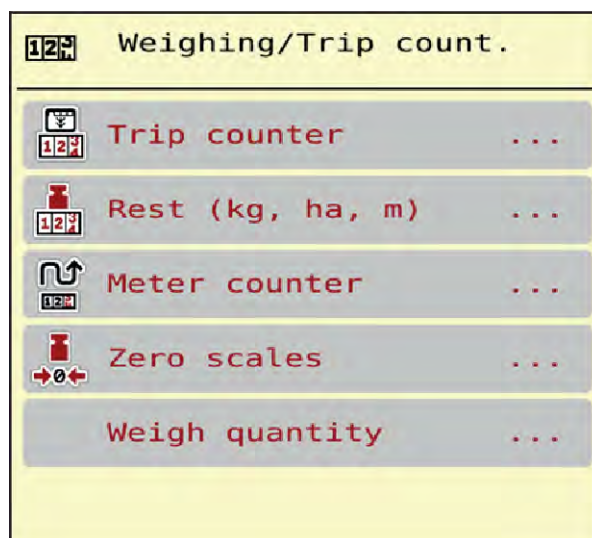 Weighing/Trip count.
Trip counter ...
Rest (kg, ha, m) ...
Meter counter ...
Zero scales ...
Weigh quantity ...